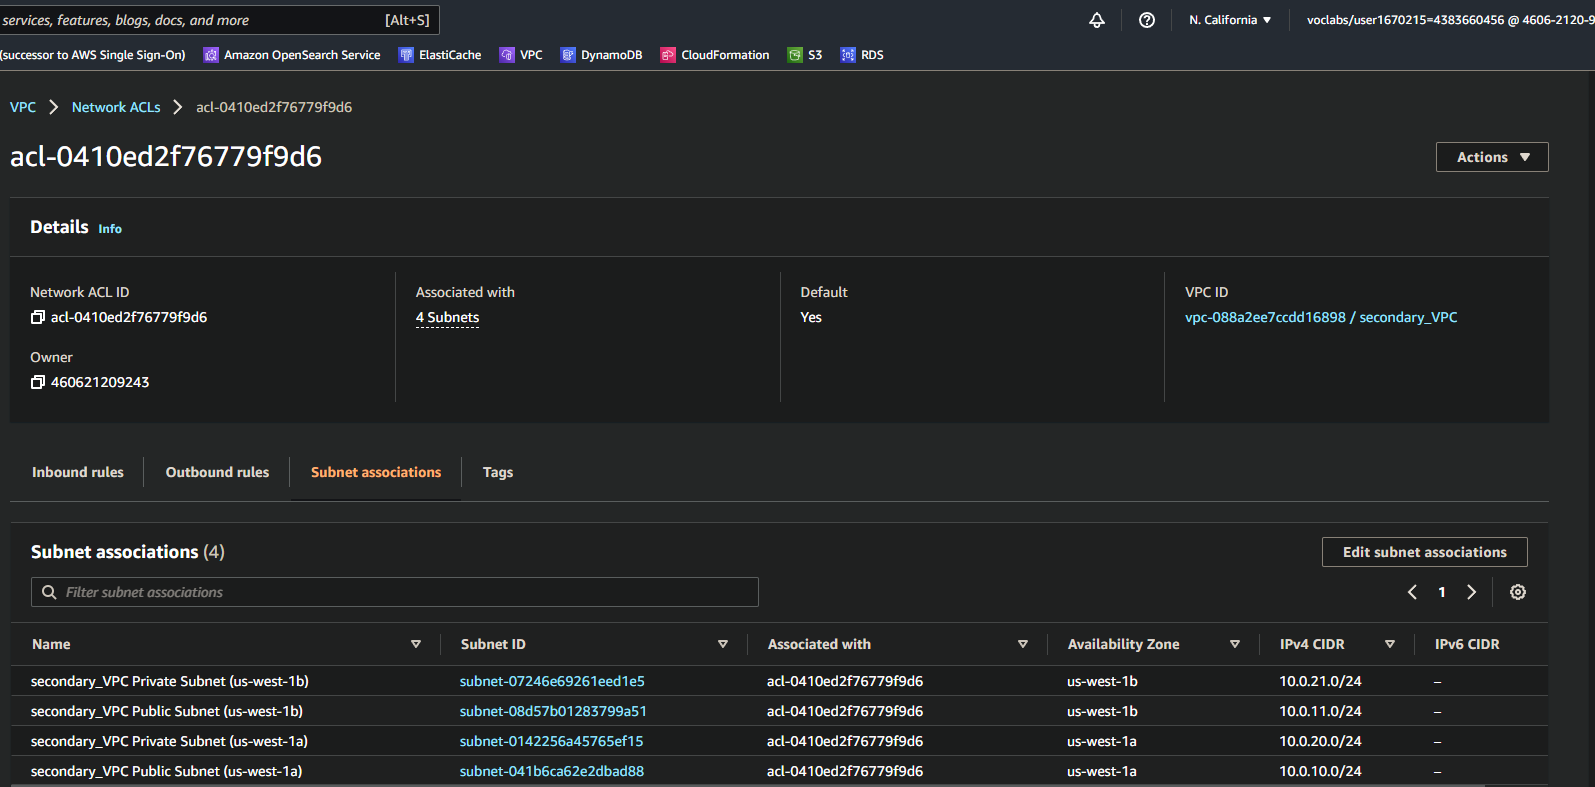 services, features, blogs, docs, and more [Alt+S] N. California voclabs/user1670215=4383660456 @ 4606-2120-9
(successor to AWS Single Sign-On) Amazon OpenSearch Service ElastiCache VPC DynamoDB CloudFormation S3 RDS
VPC Network ACLs acl-0410ed2f76779f9d6
acl-0410ed2f76779f9d6 Actions
Details Info
Network ACL ID Associated with Default VPC ID
acl-0410ed2f76779f9d6 4 Subnets Yes vpc-088a2ee7ccdd16898 / secondary_VPC
Owner
460621209243
Inbound rules Outbound rules Subnet associations Tags
Subnet associations (4) Edit subnet associations
Filter subnet associations 1
Name Subnet ID Associated with Availability Zone IPv4 CIDR IPv6 CIDR
secondary_VPC Private Subnet (us-west-1b) subnet-07246e69261eed1e5 acl-0410ed2f76779f9d6 us-west-1b 10.0.21.0/24 –
secondary_VPC Public Subnet (us-west-1b) subnet-08d57b01283799a51 acl-0410ed2f76779f9d6 us-west-1b 10.0.11.0/24 –
secondary_VPC Private Subnet (us-west-1a) subnet-0142256a45765ef15 acl-0410ed2f76779f9d6 us-west-1a 10.0.20.0/24 –
secondary_VPC Public Subnet (us-west-1a) subnet-041b6ca62e2dbad88 acl-0410ed2f76779f9d6 us-west-1a 10.0.10.0/24 –